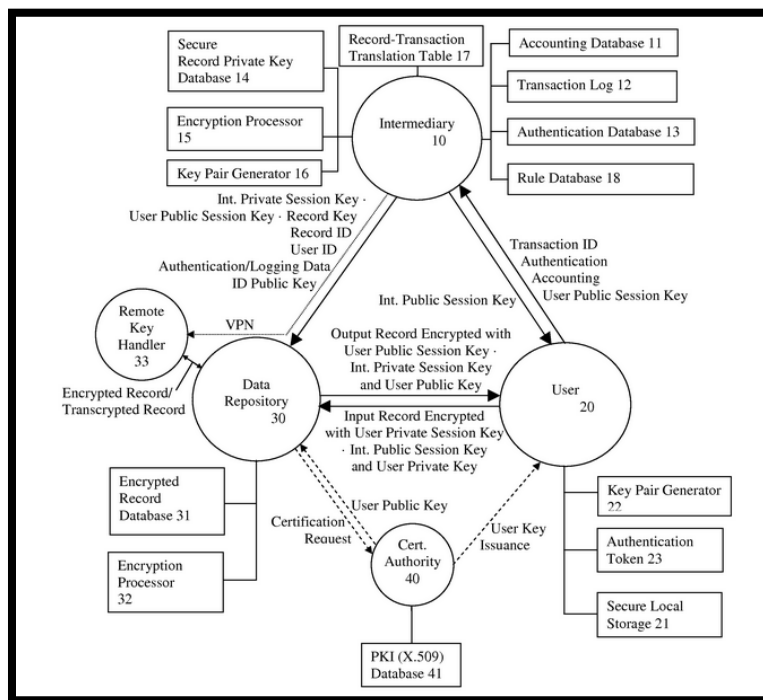 Secure
Record Private Key
Database 14
Record-Transaction
Translation Table 17
Accounting Database 11
Transaction Log 12
Encryption Processor
15
Intermediary
10
Authentication Database 13
Key Pair Generator 16
Rule Database 18
Int. Private Session Key ·
User Public Session Key · Record Key
Record ID
User ID
Authentication/Logging Data
ID Public Key
Transaction ID
Authentication
Accounting
User Public Session Key
Int. Public Session Key
Remote
Key
Handler
33
VPN
Output Record Encrypted with
User Public Session Key ·
Int. Private Session Key
and User Public Key
Encrypted Record/
Transcrypted Record
Data
Repository
30
User
20
Input Record Encrypted
with User Private Session Key
· Int. Public Session Key
and User Private Key
Encrypted
Record
Database 31
Key Pair Generator
22
User Public Key
Certification
Request
User Key
Issuance
Encryption
Processor
32
Cert.
Authority
40
Authentication
Token 23
Secure Local
Storage 21
PKI (X.509)
Database 41